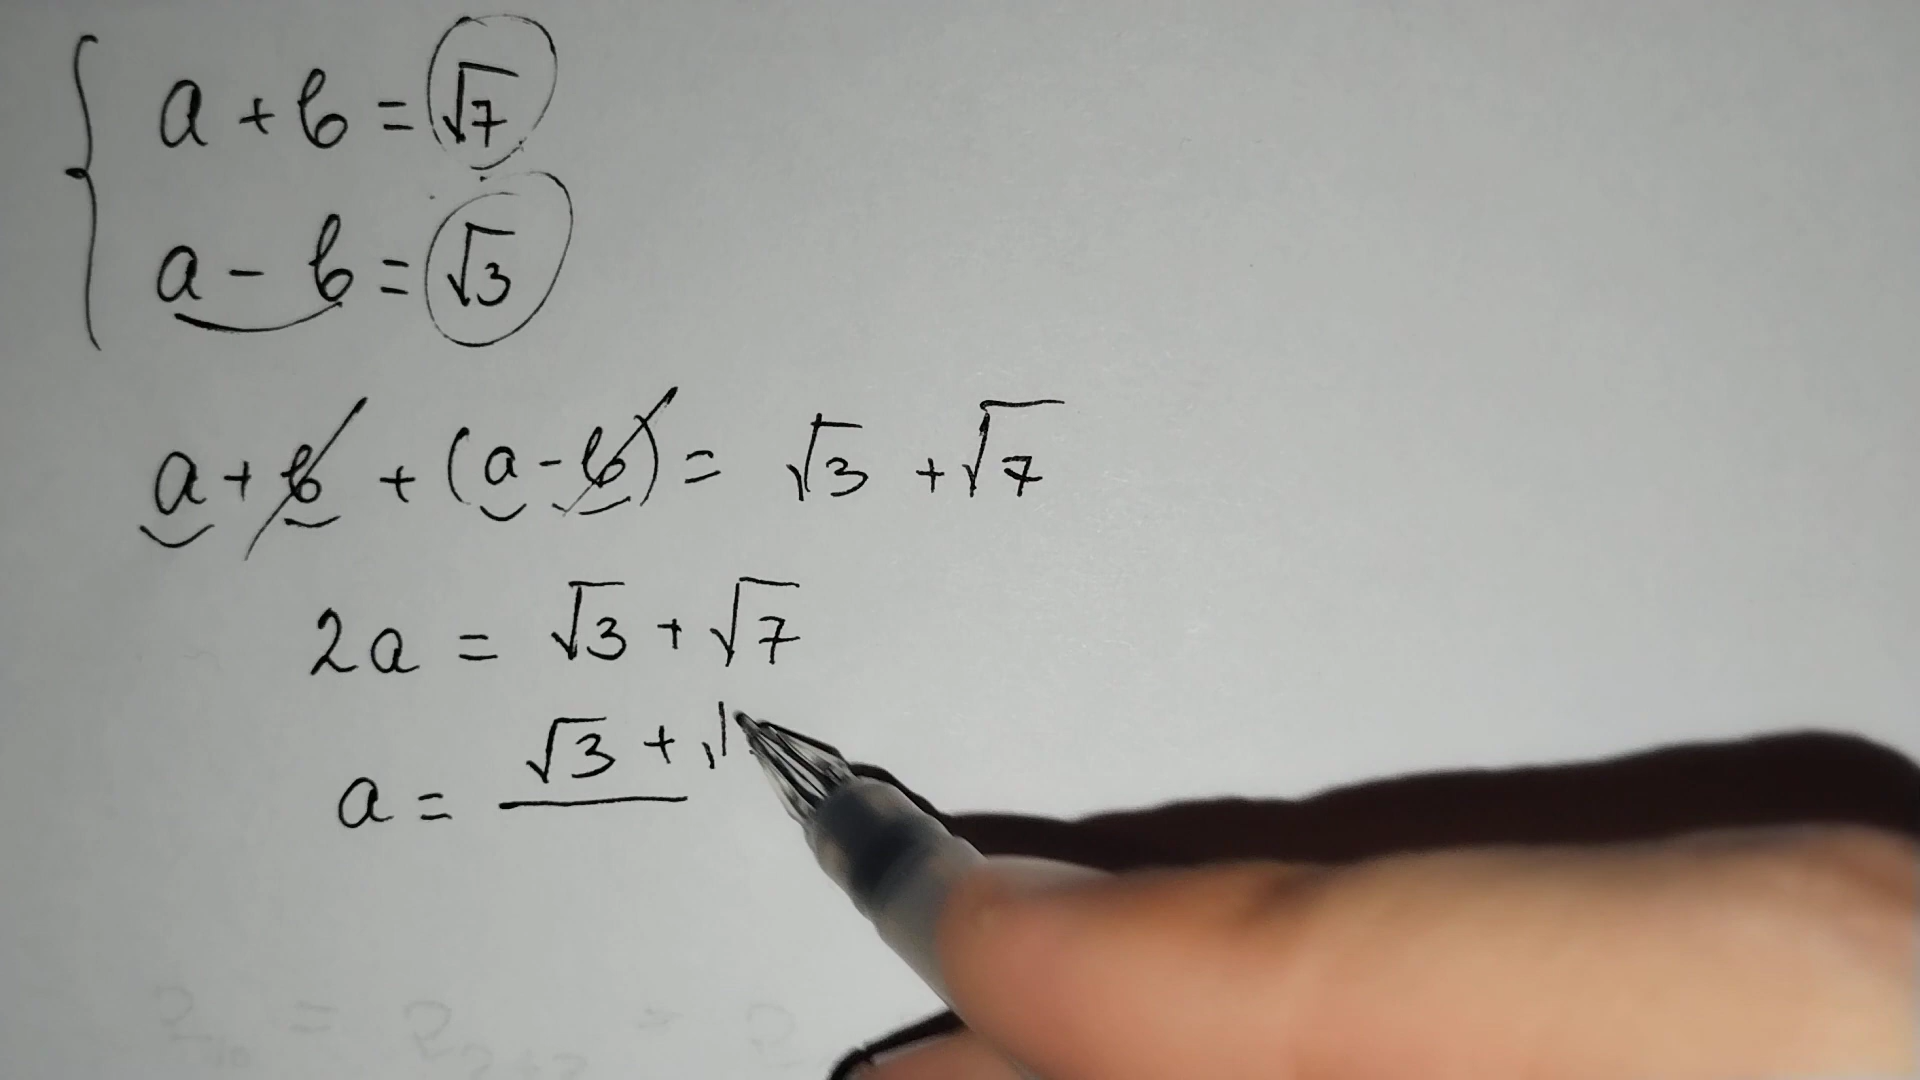 a + b = √7
a - b = √3
a + b + (a - b) = √3 + √7
2a = √3 + √7
√3 + √
a =